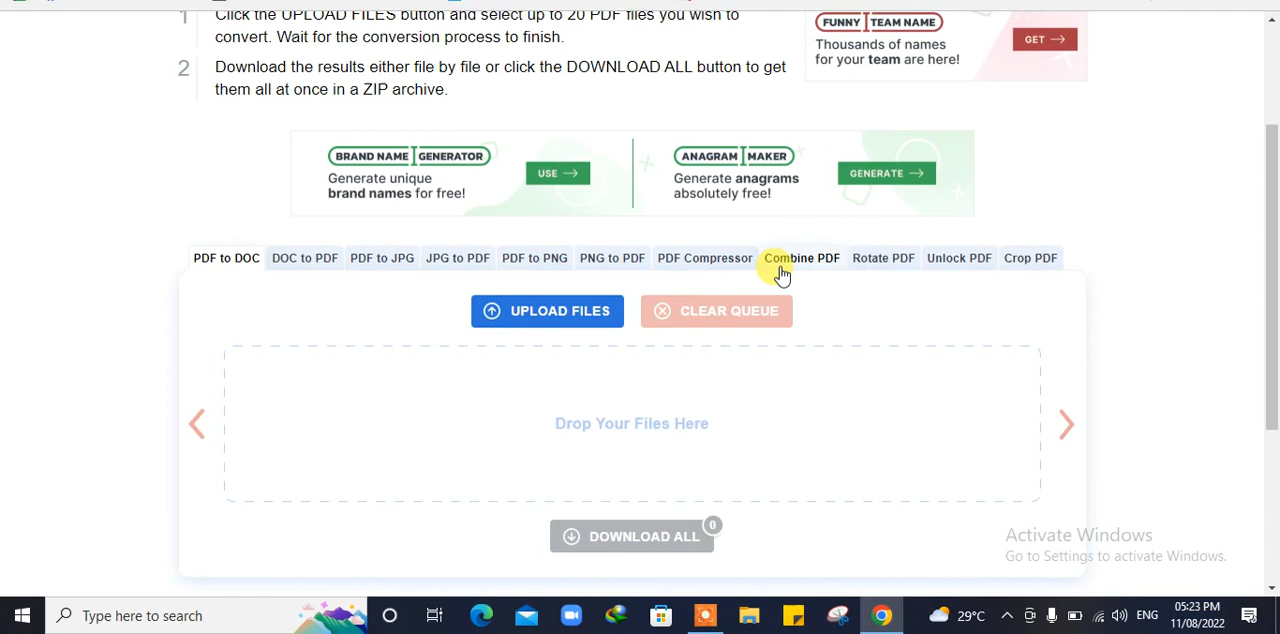 1
Click the UPLOAD FILES button and select up to 20 PDF files you wish to
convert. Wait for the conversion process to finish.
2
Download the results either file by file or click the DOWNLOAD ALL button to get
them all at once in a ZIP archive.
FUNNY TEAM NAME
Thousands of names
for your team are here!
GET →
BRAND NAME GENERATOR
Generate unique
brand names for free!
USE →
ANAGRAM MAKER
Generate anagrams
absolutely free!
GENERATE →
PDF to DOC DOC to PDF PDF to JPG JPG to PDF PDF to PNG PNG to PDF PDF Compressor Combine PDF Rotate PDF Unlock PDF Crop PDF
UPLOAD FILES CLEAR QUEUE
Drop Your Files Here
DOWNLOAD ALL 0
Activate Windows
Go to Settings to activate Windows.
Type here to search
29°C
ENG
05:23 PM
11/08/2022